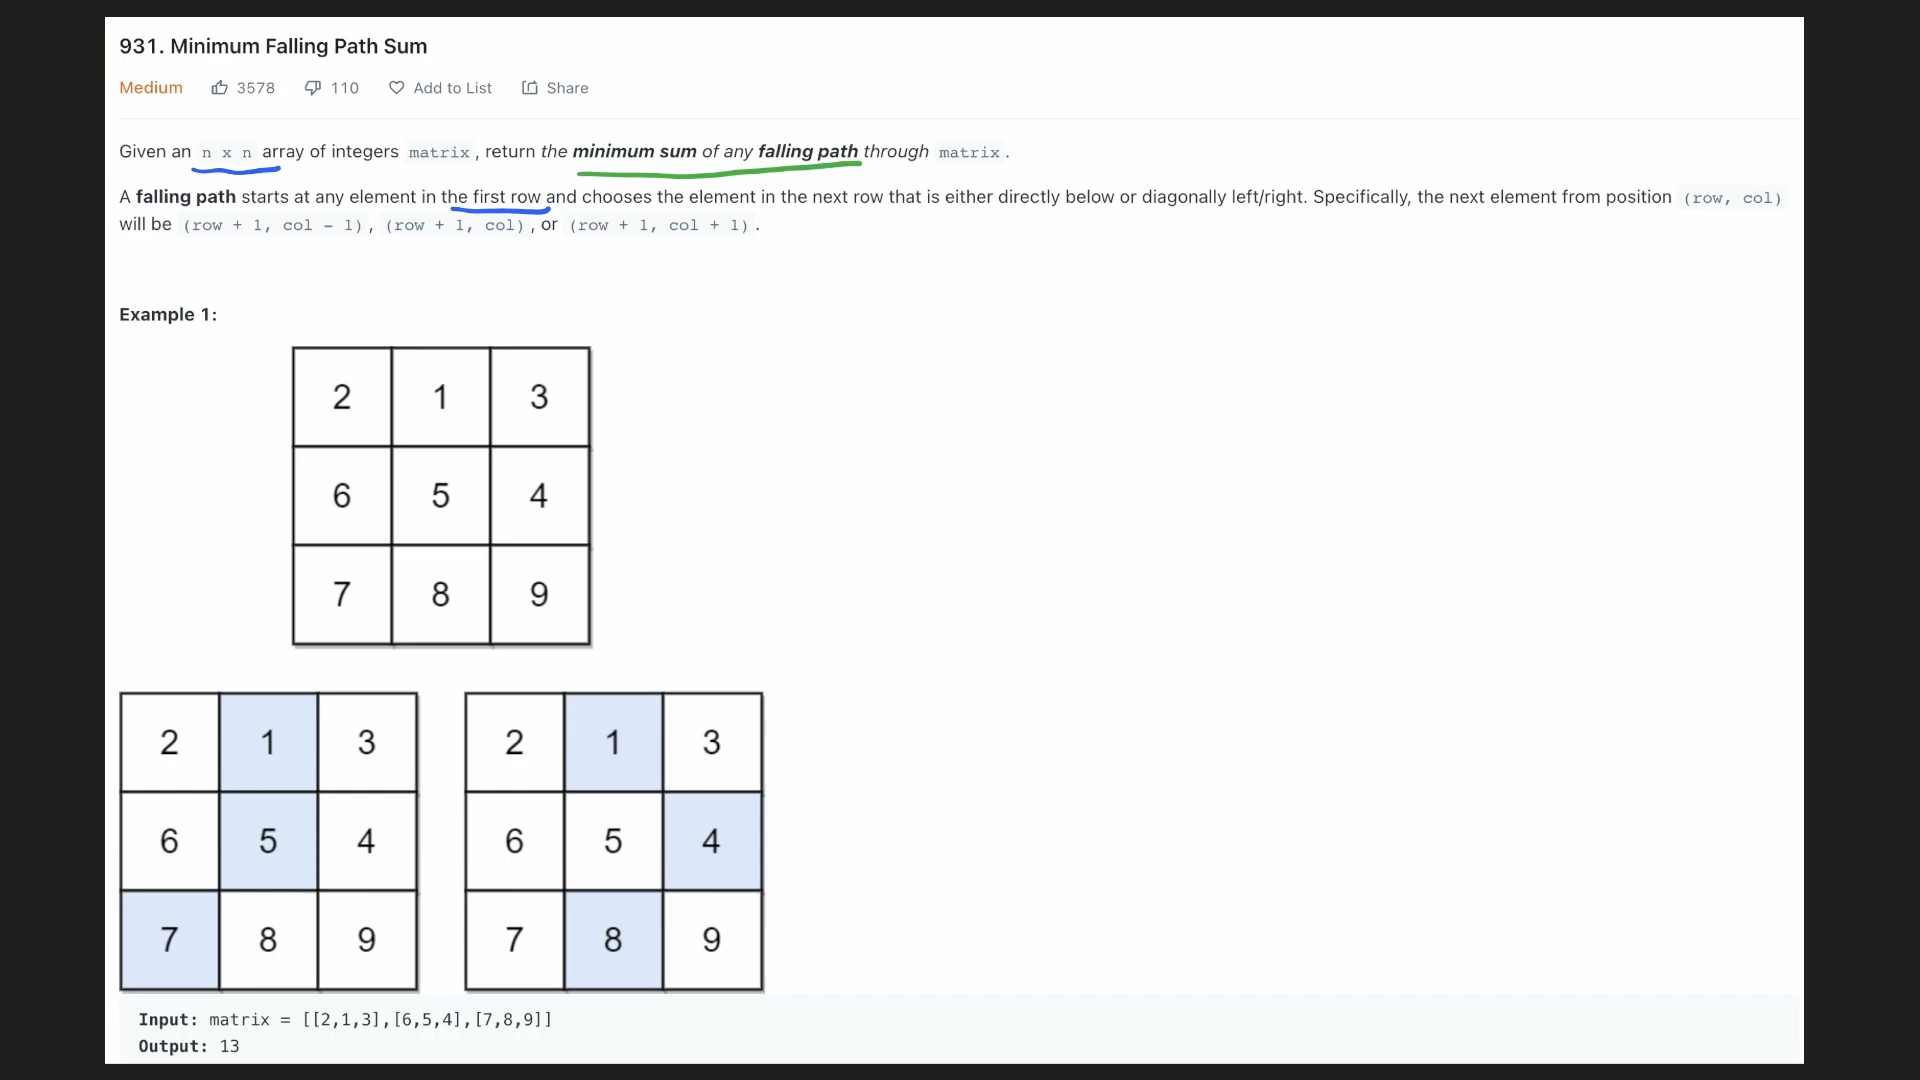 931. Minimum Falling Path Sum
Medium 3578 110 Add to List Share
Given an n x n array of integers matrix, return the minimum sum of any falling path through matrix.
A falling path starts at any element in the first row and chooses the element in the next row that is either directly below or diagonally left/right. Specifically, the next element from position (row, col)
will be (row + 1, col - 1), (row + 1, col), or (row + 1, col + 1).
Example 1:
2 1 3
6 5 4
7 8 9
2 1 3
6 5 4
7 8 9
2 1 3
6 5 4
7 8 9
Input: matrix = [[2,1,3],[6,5,4],[7,8,9]]
Output: 13